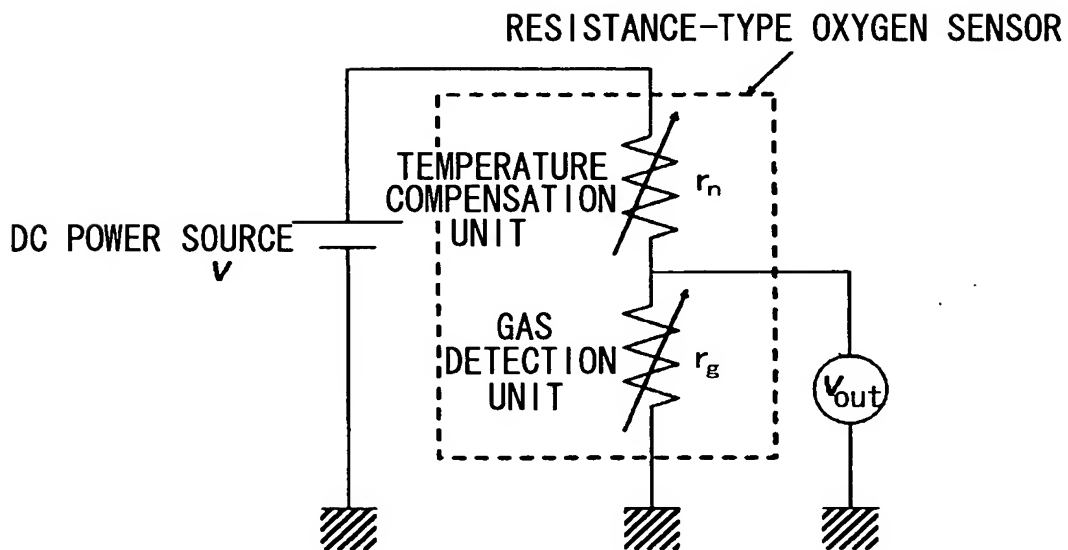 RESISTANCE-TYPE OXYGEN SENSOR
TEMPERATURE
COMPENSATION
UNIT
rn
DC POWER SOURCE
V
GAS
DETECTION
UNIT
rg
Vout